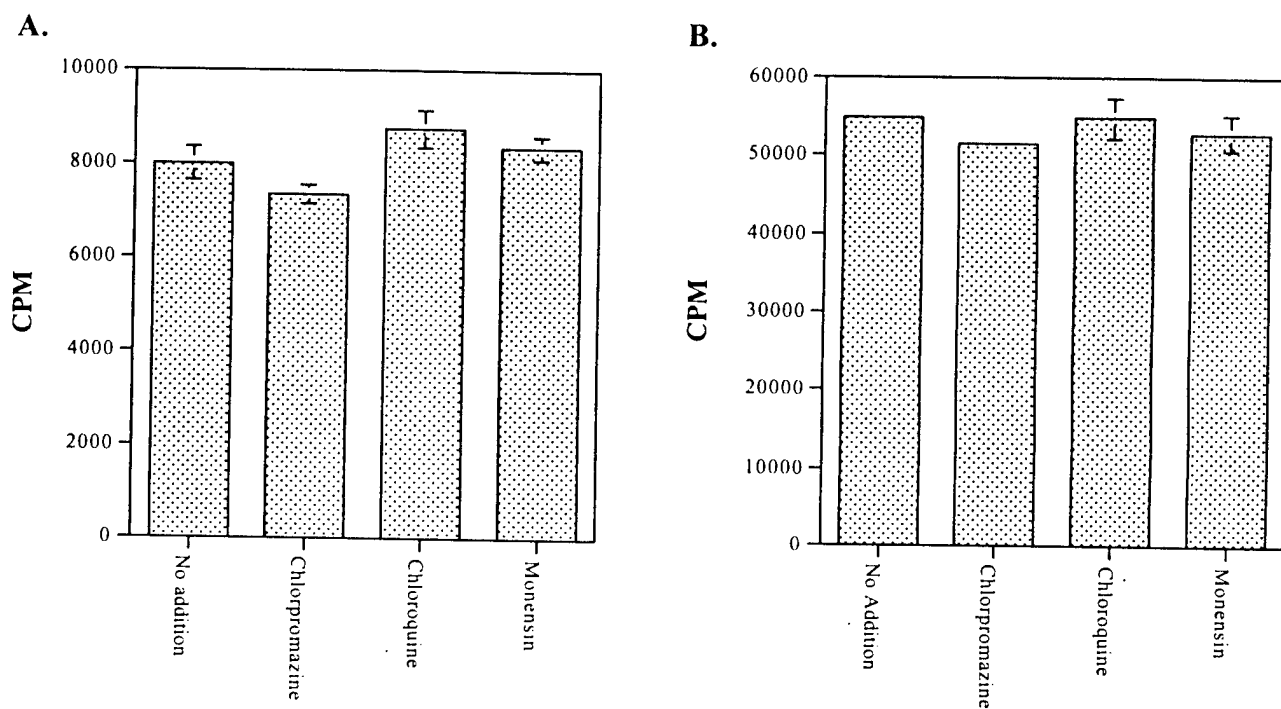 A.
10000
8000
6000
4000
2000
0
CPM
No addition
Chlorpromazine
Chloroquine
Monensin
B.
60000
50000
40000
30000
20000
10000
0
CPM
No Addition
Chlorpromazine
Chloroquine
Monensin